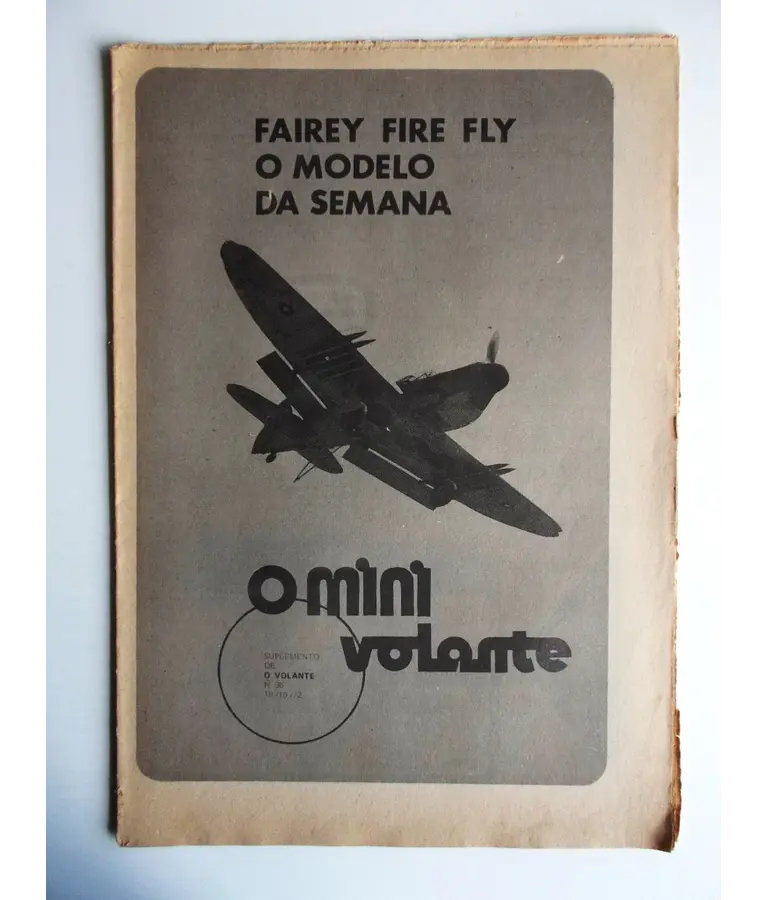 FAIREY FIRE FLY
O MODELO
DA SEMANA
O mini
volante
SUPLEMENTO
DE
O VOLANTE